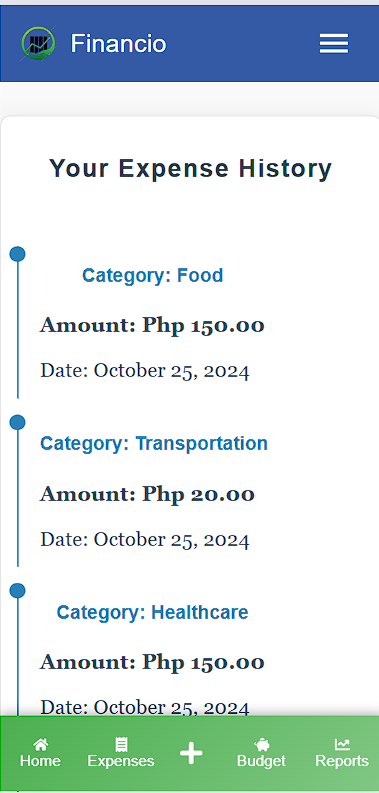 Financio
Your Expense History
Category: Food
Amount: Php 150.00
Date: October 25, 2024
Category: Transportation
Amount: Php 20.00
Date: October 25, 2024
Category: Healthcare
Amount: Php 150.00
Date: October 25, 2024
Home Expenses Budget Reports